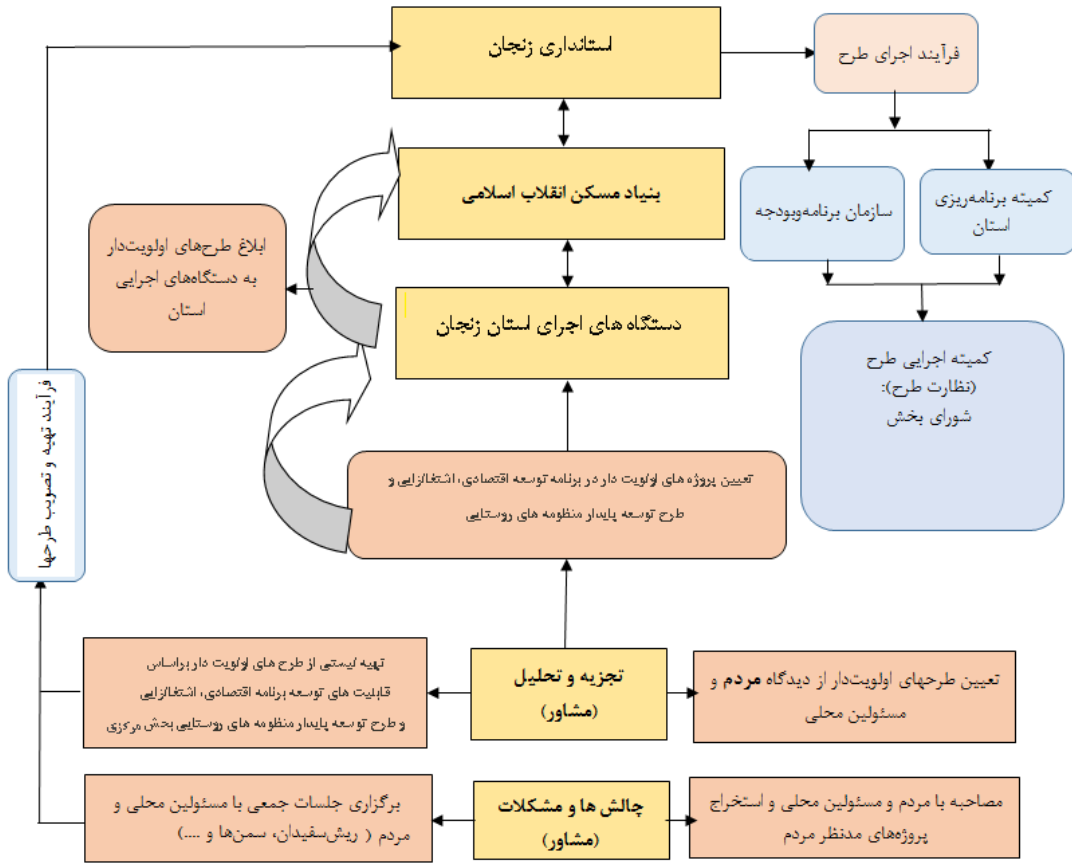 استانداری زنجان
فرآیند اجرای طرح
بنیاد مسکن انقلاب اسلامی
سازمان برنامه‌وبودجه
کمیته برنامه‌ریزی
استان
ابلاغ طرح‌های اولویت‌دار
به دستگاه‌های اجرایی
استان
دستگاه های اجرای استان زنجان
کمیته اجرایی طرح
(نظارت طرح):
شورای بخش
فرآیند تهیه و تصویب طرحها
تعیین پروژه های اولویت دار در برنامه توسعه اقتصادی، اشتغالزایی و
طرح توسعه پایدار منظومه های روستایی
تعیین طرحهای اولویت‌دار از دیدگاه مردم و
مسئولین محلی
تجزیه و تحلیل
(مشاور)
تهیه لیستی از طرح های اولویت دار براساس
قابلیت های توسعه برنامه اقتصادی، اشتغالزایی
و طرح توسعه پایدار منظومه های روستایی بخش مرکزی
مصاحبه با مردم و مسئولین محلی و استخراج
پروژه‌های مدنظر مردم
چالش ها و مشکلات
(مشاور)
برگزاری جلسات جمعی با مسئولین محلی و
مردم ( ریش‌سفیدان، سمن‌ها و ....)